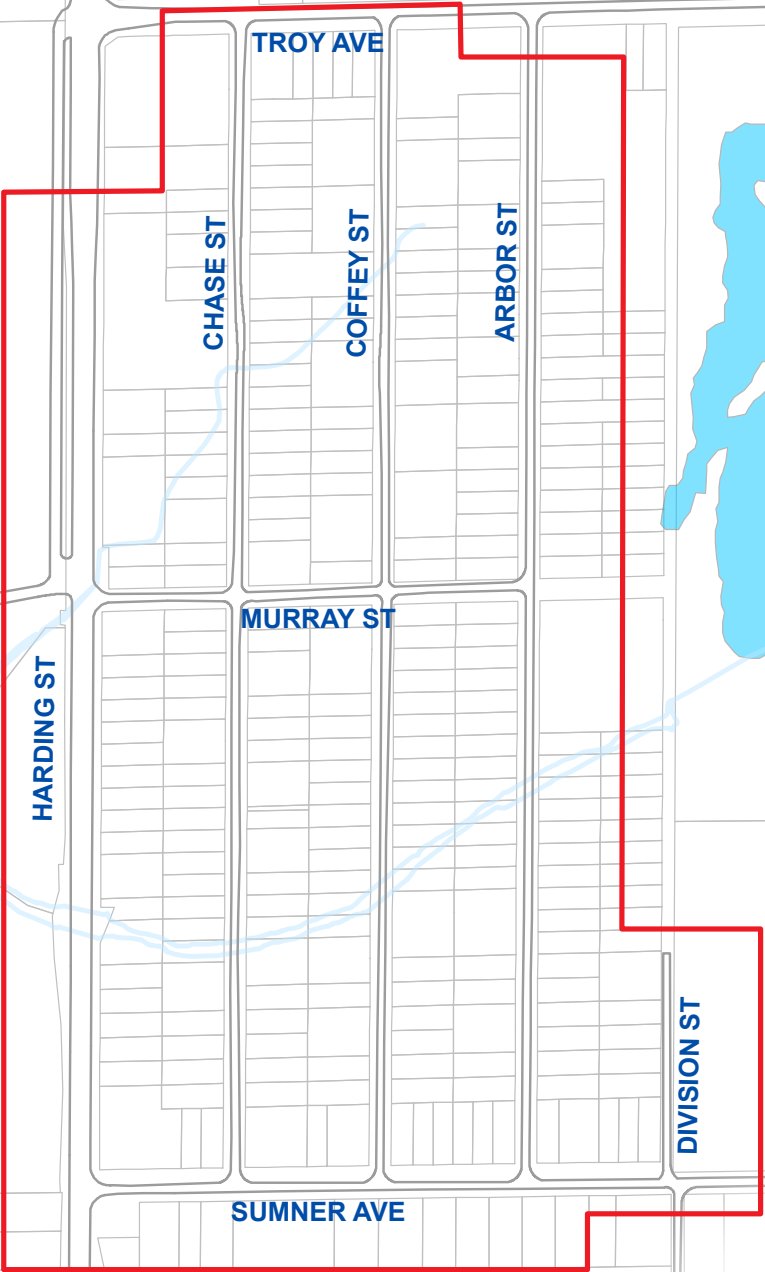 TROY AVE
CHASE ST
COFFEY ST
ARBOR ST
MURRAY ST
HARDING ST
DIVISION ST
SUMNER AVE